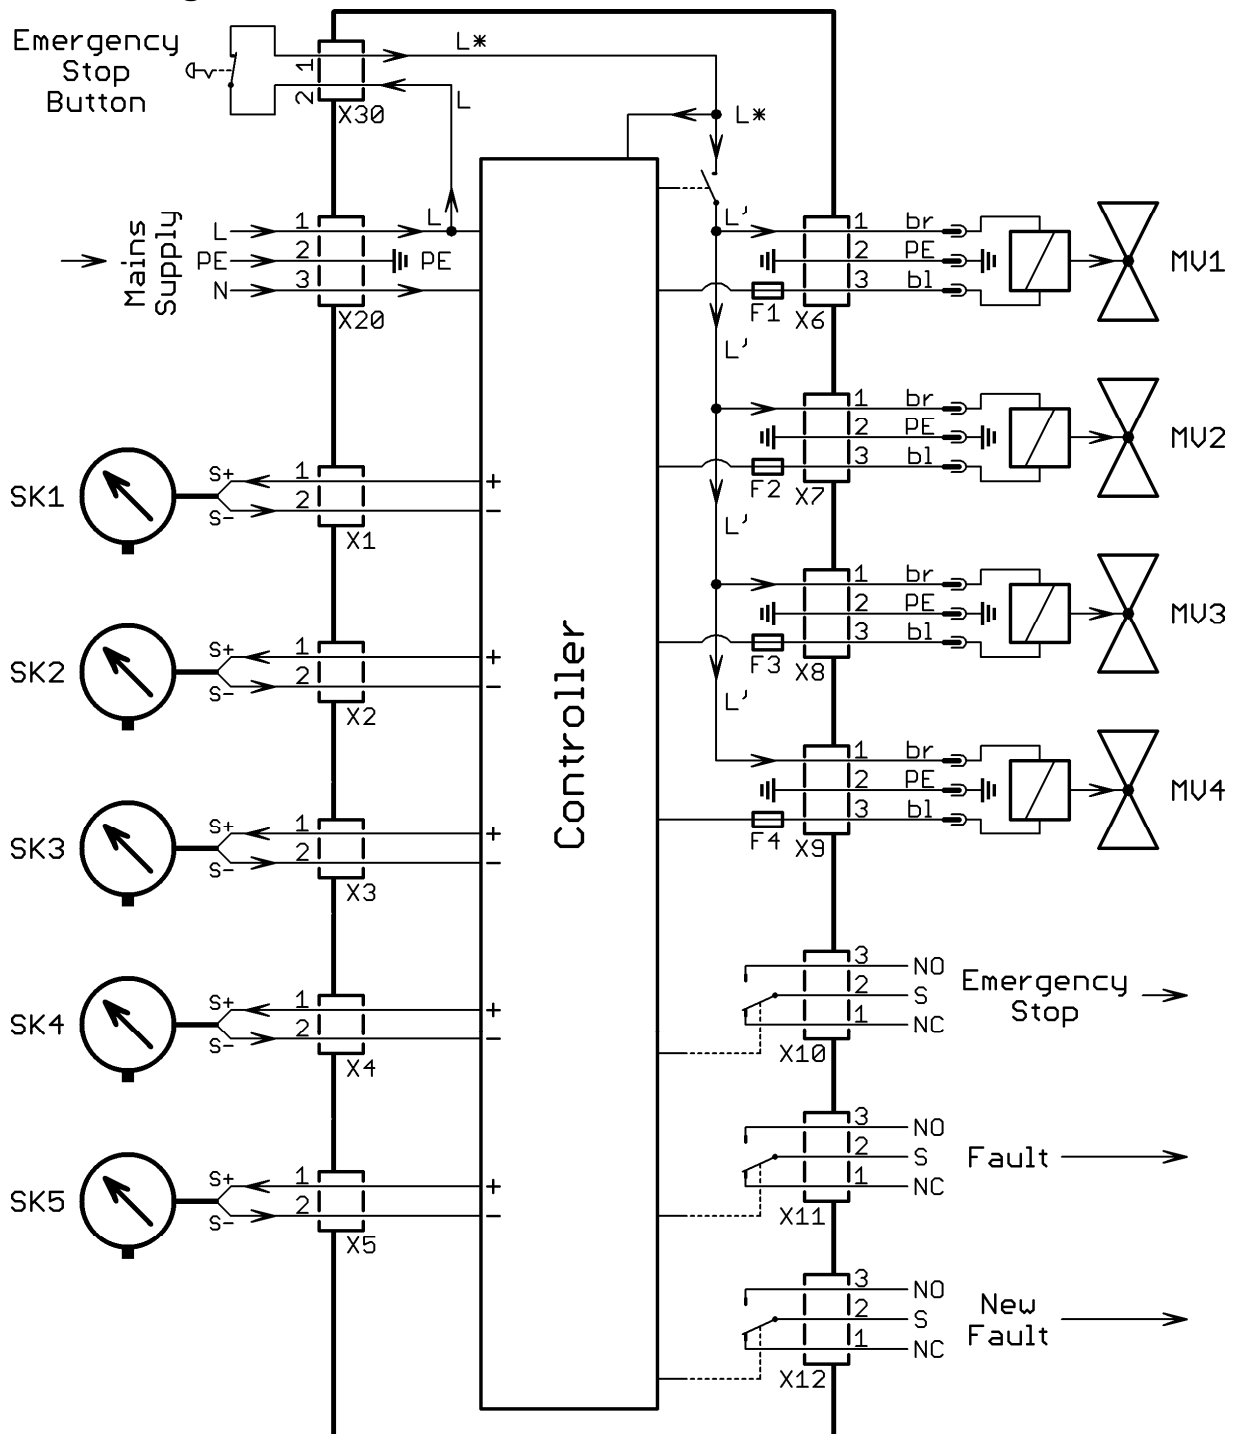 Emergency
Stop
Button
1
2
X30
L*
L
L*
Mains
Supply
L
PE
N
1
2
3
X20
L
PE
L'
1
2
3
br
PE
bl
F1
X6
MV1
L'
1
2
3
br
PE
bl
F2
X7
MV2
L'
1
2
3
br
PE
bl
F3
X8
MV3
L'
1
2
3
br
PE
bl
F4
X9
MV4
SK1
S+
S-
1
2
X1
+
-
SK2
S+
S-
1
2
X2
+
-
SK3
S+
S-
1
2
X3
+
-
SK4
S+
S-
1
2
X4
+
-
SK5
S+
S-
1
2
X5
+
-
Controller
3
2
1
NO
S
NC
X10
Emergency
Stop
3
2
1
NO
S
NC
X11
Fault
3
2
1
NO
S
NC
X12
New
Fault